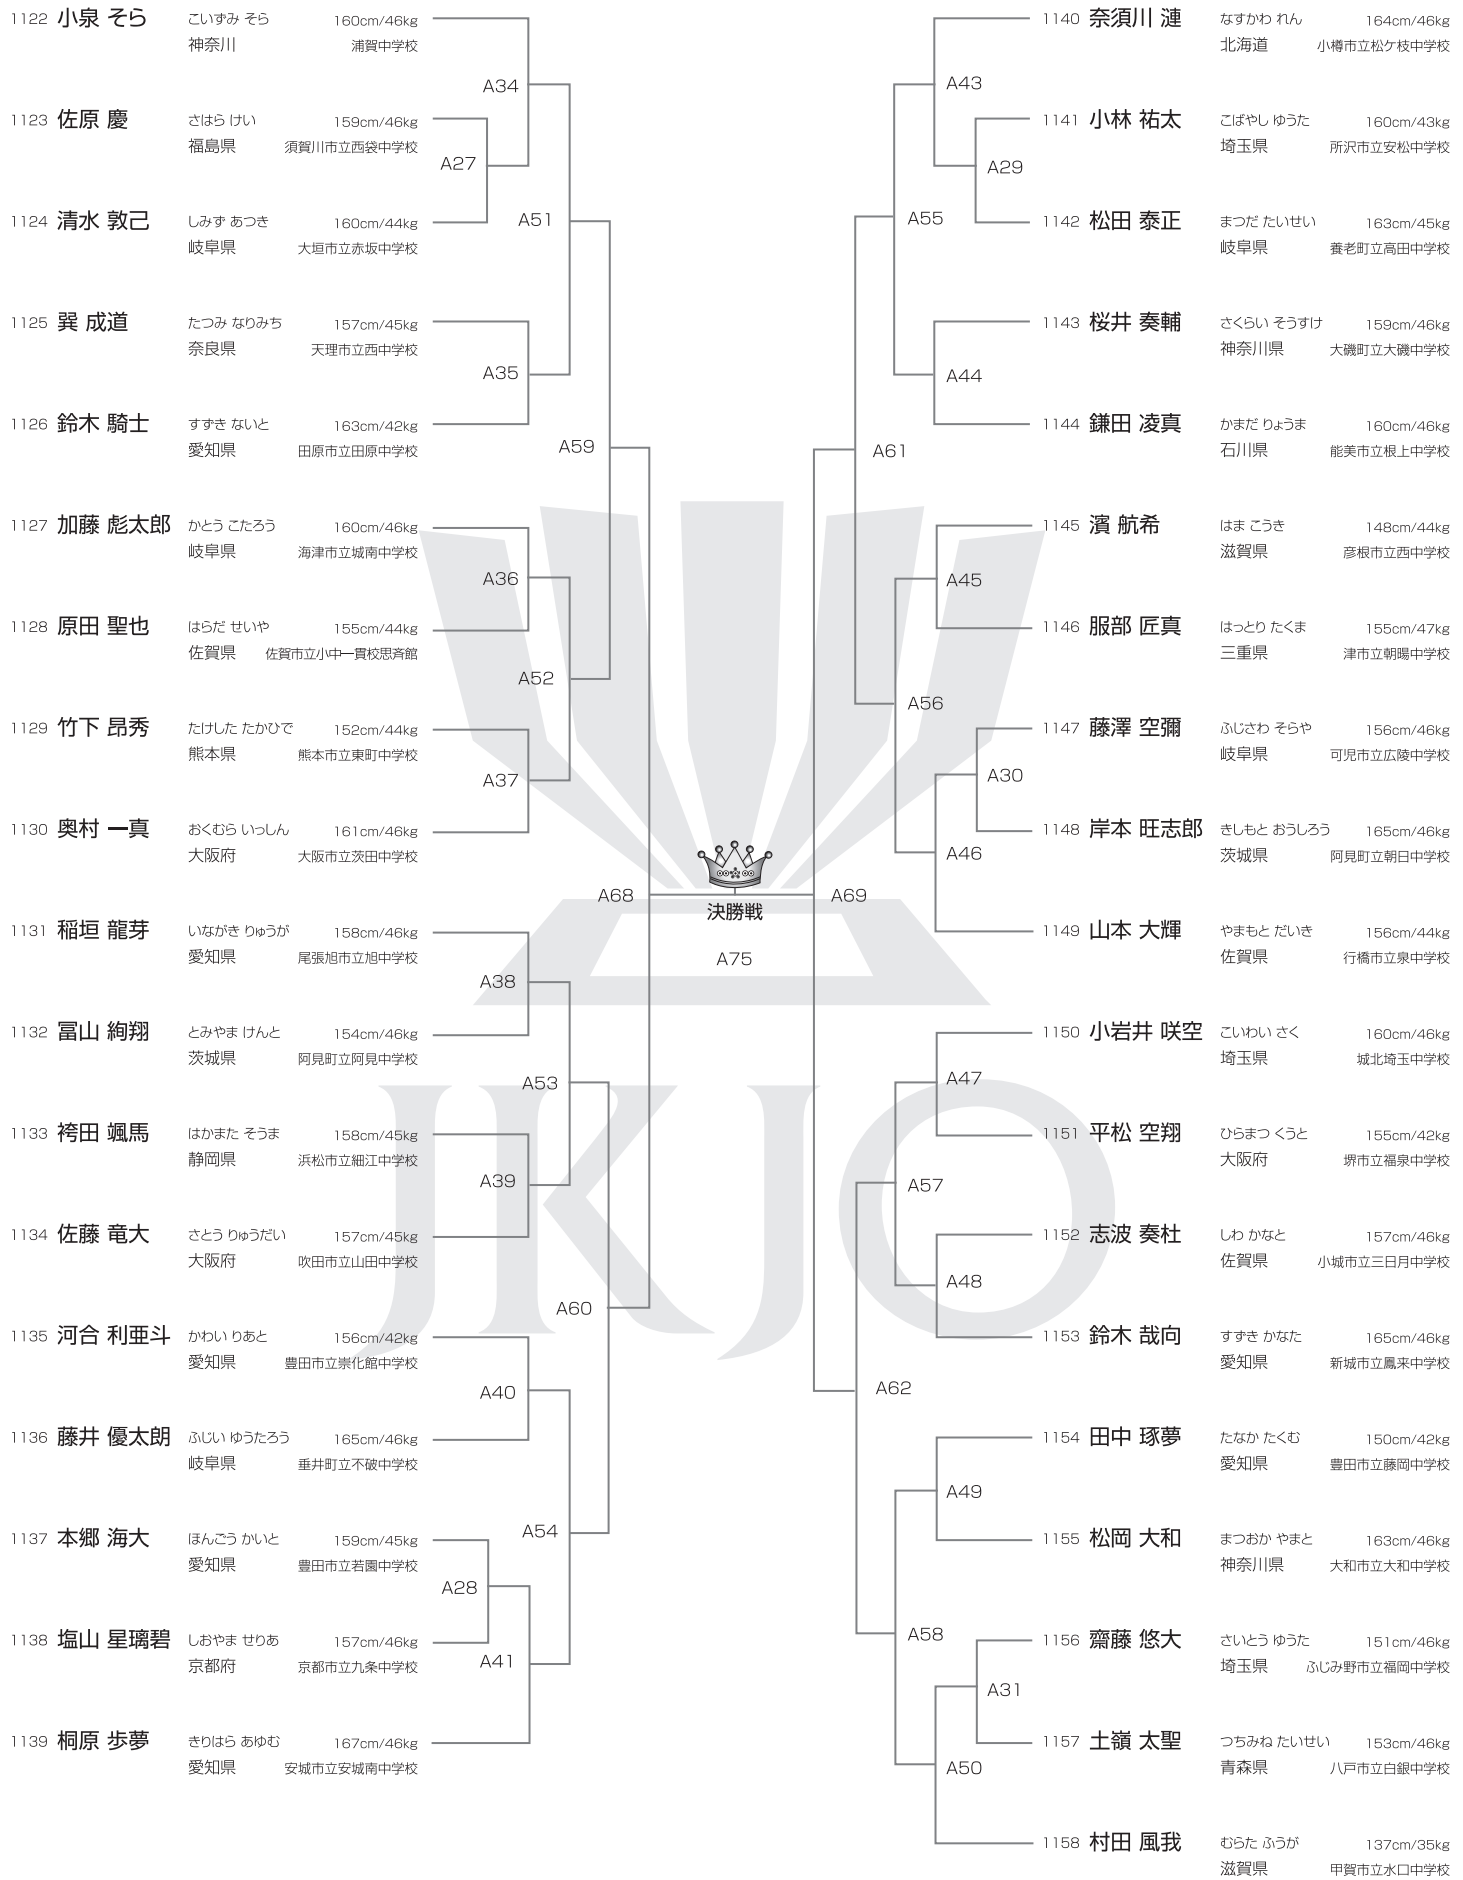 1122 小泉 そら こいずみ そら 160cm/46kg
神奈川 浦賀中学校
A34
1123 佐原 慶 さはら けい 159cm/46kg
福島県 須賀川市立西袋中学校
A27
1124 清水 敦己 しみず あつき 160cm/44kg
岐阜県 大垣市立赤坂中学校
A51
1125 巽 成道 たつみ なりみち 157cm/45kg
奈良県 天理市立西中学校
A35
1126 鈴木 騎士 すずき ないと 163cm/42kg
愛知県 田原市立田原中学校
A59
1127 加藤 彪太郎 かとう こたろう 160cm/46kg
岐阜県 海津市立城南中学校
A36
1128 原田 聖也 はらだ せいや 155cm/44kg
佐賀県 佐賀市立小中一貫校思斉館
A52
1129 竹下 昂秀 たけした たかひで 152cm/44kg
熊本県 熊本市立東町中学校
A37
1130 奥村 一真 おくむら いっしん 161cm/46kg
大阪府 大阪市立茨田中学校
A68
1131 稲垣 龍芽 いながき りゅうが 158cm/46kg
愛知県 尾張旭市立旭中学校
A38
1132 冨山 絢翔 とみやま けんと 154cm/46kg
茨城県 阿見町立阿見中学校
A53
1133 袴田 颯馬 はかまた そうま 158cm/45kg
静岡県 浜松市立細江中学校
A39
1134 佐藤 竜大 さとう りゅうだい 157cm/45kg
大阪府 吹田市立山田中学校
A60
1135 河合 利亜斗 かわい りあと 156cm/42kg
愛知県 豊田市立崇化館中学校
A40
1136 藤井 優太朗 ふじい ゆうたろう 165cm/46kg
岐阜県 垂井町立不破中学校
A54
1137 本郷 海大 ほんごう かいと 159cm/45kg
愛知県 豊田市立若園中学校
A28
1138 塩山 星璃碧 しおやま せりあ 157cm/46kg
京都府 京都市立九条中学校
A41
1139 桐原 歩夢 きりはら あゆむ 167cm/46kg
愛知県 安城市立安城南中学校
決勝戦
A75
JKJO
1140 奈須川 漣 なすかわ れん 164cm/46kg
北海道 小樽市立松ケ枝中学校
A43
1141 小林 祐太 こばやし ゆうた 160cm/43kg
埼玉県 所沢市立安松中学校
A29
1142 松田 泰正 まつだ たいせい 163cm/45kg
岐阜県 養老町立高田中学校
A55
1143 桜井 奏輔 さくらい そうすけ 159cm/46kg
神奈川県 大磯町立大磯中学校
A44
1144 鎌田 凌真 かまだ りょうま 160cm/46kg
石川県 能美市立根上中学校
A61
1145 濱 航希 はま こうき 148cm/44kg
滋賀県 彦根市立西中学校
A45
1146 服部 匠真 はっとり たくま 155cm/47kg
三重県 津市立朝陽中学校
A56
1147 藤澤 空彌 ふじさわ そらや 156cm/46kg
岐阜県 可児市立広陵中学校
A30
1148 岸本 旺志郎 きしもと おうしろう 165cm/46kg
茨城県 阿見町立朝日中学校
A46
A69
1149 山本 大輝 やまもと だいき 156cm/44kg
佐賀県 行橋市立泉中学校
1150 小岩井 咲空 こいわい さく 160cm/46kg
埼玉県 城北埼玉中学校
A47
1151 平松 空翔 ひらまつ くうと 155cm/42kg
大阪府 堺市立福泉中学校
A57
1152 志波 奏杜 しわ かなと 157cm/46kg
佐賀県 小城市立三日月中学校
A48
1153 鈴木 哉向 すずき かなた 165cm/46kg
愛知県 新城市立鳳来中学校
A62
1154 田中 琢夢 たなか たくむ 150cm/42kg
愛知県 豊田市立藤岡中学校
A49
1155 松岡 大和 まつおか やまと 163cm/46kg
神奈川県 大和市立大和中学校
A58
1156 齋藤 悠大 さいとう ゆうた 151cm/46kg
埼玉県 ふじみ野市立福岡中学校
A31
1157 土嶺 太聖 つちみね たいせい 153cm/46kg
青森県 八戸市立白銀中学校
A50
1158 村田 風我 むらた ふうが 137cm/35kg
滋賀県 甲賀市立水口中学校